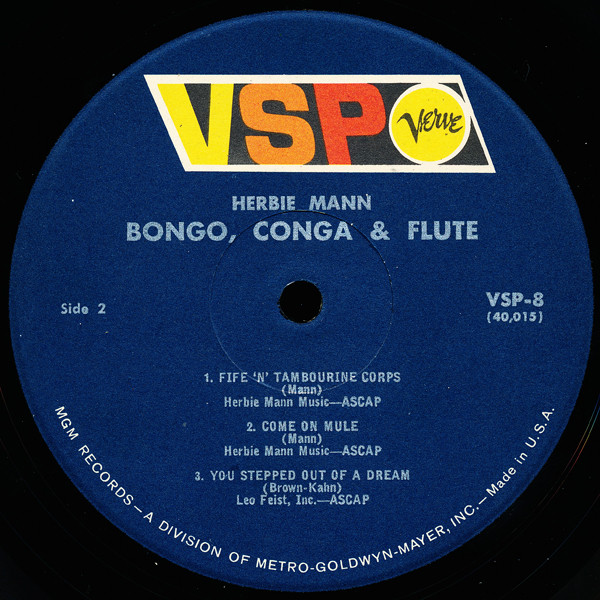 VSP Verve
HERBIE MANN
BONGO, CONGA & FLUTE
Side 2
VSP-8
(40,015)
1. FIFE 'N' TAMBOURINE CORPS
(Mann)
Herbie Mann Music—ASCAP
2. COME ON MULE
(Mann)
Herbie Mann Music—ASCAP
3. YOU STEPPED OUT OF A DREAM
(Brown-Kahn)
Leo Feist, Inc.—ASCAP
MGM RECORDS—A DIVISION OF METRO-GOLDWYN-MAYER, INC.—Made in U.S.A.